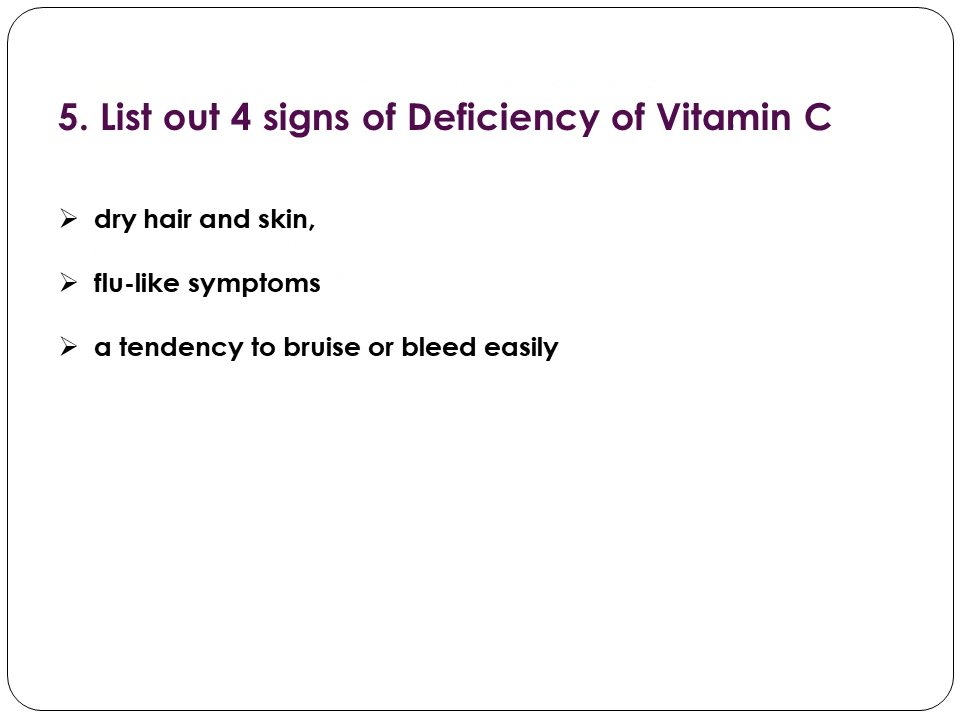 5. List out 4 signs of Deficiency of Vitamin C
➢ dry hair and skin,
➢ flu-like symptoms
➢ a tendency to bruise or bleed easily